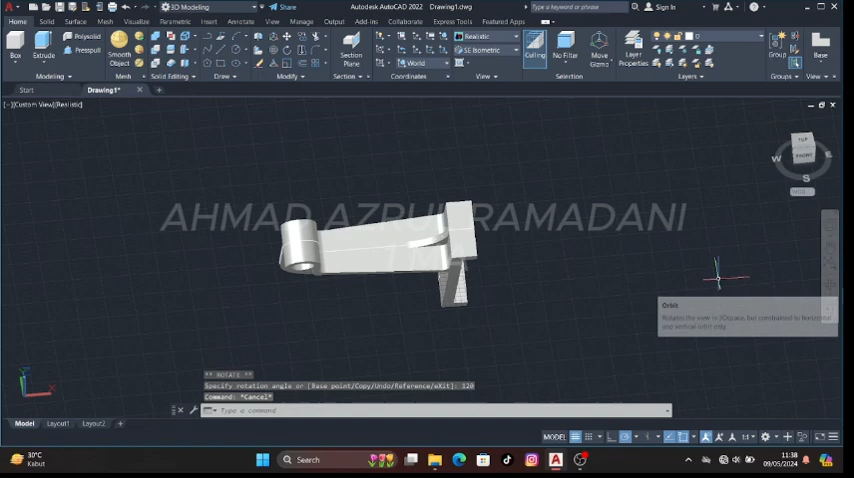 3D Modeling
Share
Autodesk AutoCAD 2022 Drawing1.dwg
Type a keyword or phrase
Sign In
Home Solid Surface Mesh Visualize Parametric Insert Annotate View Manage Output Add-ins Collaborate Express Tools Featured Apps
Box
Extrude
Polysolid
Presspull
Smooth Object
Section Plane
World
Realistic
SE Isometric
Culling
No Filter
Move Gizmo
Layer Properties
0
Group
Base
Modeling Mesh Solid Editing Draw Modify Section Coordinates View Selection Layers Groups View
Start Drawing1*
[−][Custom View][Realistic]
TOP
FRONT
W E
S
AHMAD AZRUL RAMADANI
1 M
Orbit
Rotates the view in 3D space, but constrained to horizontal
and vertical orbit only
** ROTATE **
Specify rotation angle or [Base point/Copy/Undo/Reference/eXit]: 120
Command: *Cancel*
Type a command
Y X
Model Layout1 Layout2 +
MODEL 1:1
30°C
Kabut
Search
11:38
09/05/2024